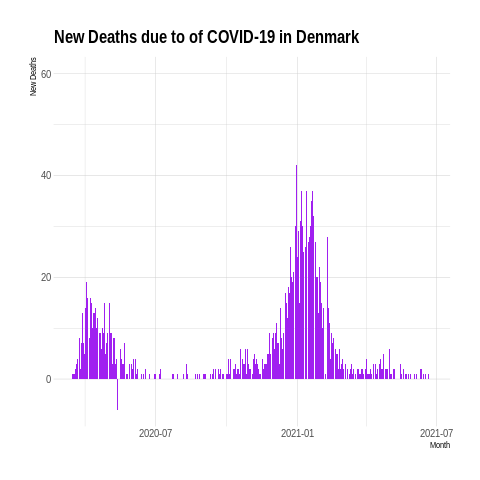 New Deaths due to of COVID-19 in Denmark
New Deaths
60
40
20
0
2020-07
2021-01
2021-07
Month